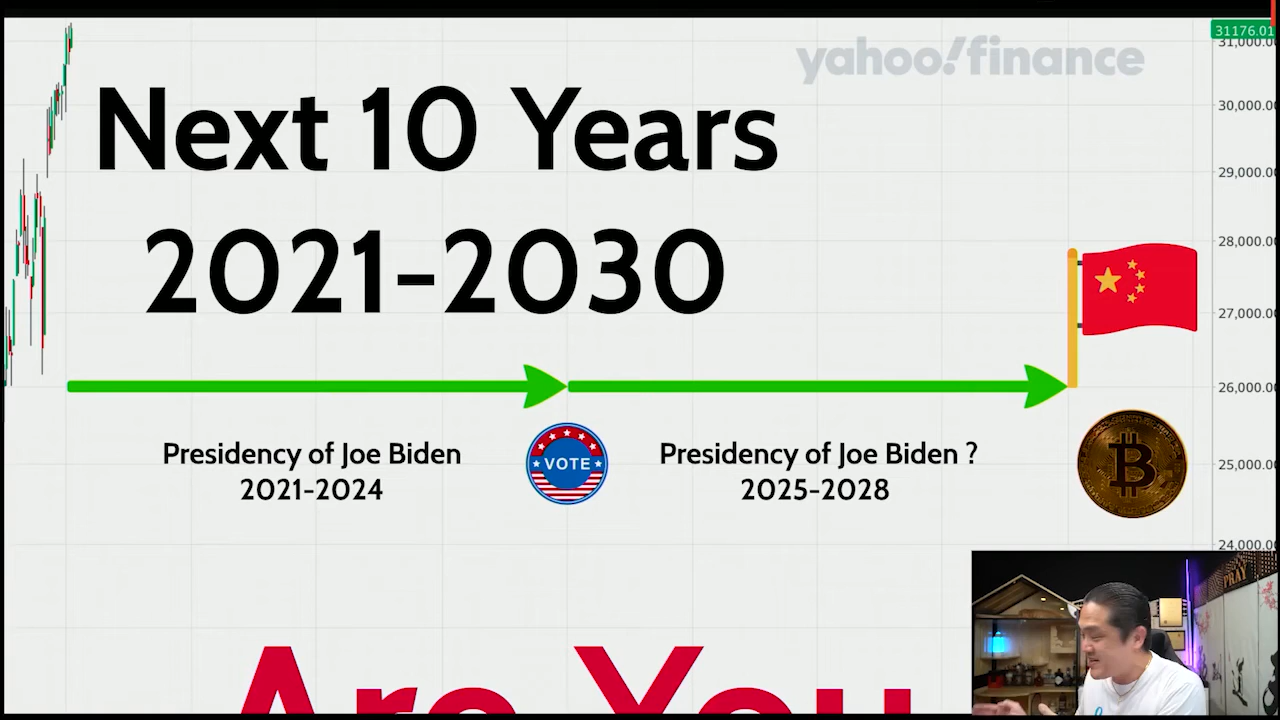 31176.01
yahoo!finance
31,000.00
Next 10 Years
30,000.00
29,000.00
2021-2030
28,000.00
27,000.00
26,000.00
Presidency of Joe Biden
2021-2024
VOTE
Presidency of Joe Biden ?
2025-2028
25,000.00
24,000.00
PRAY
Are You